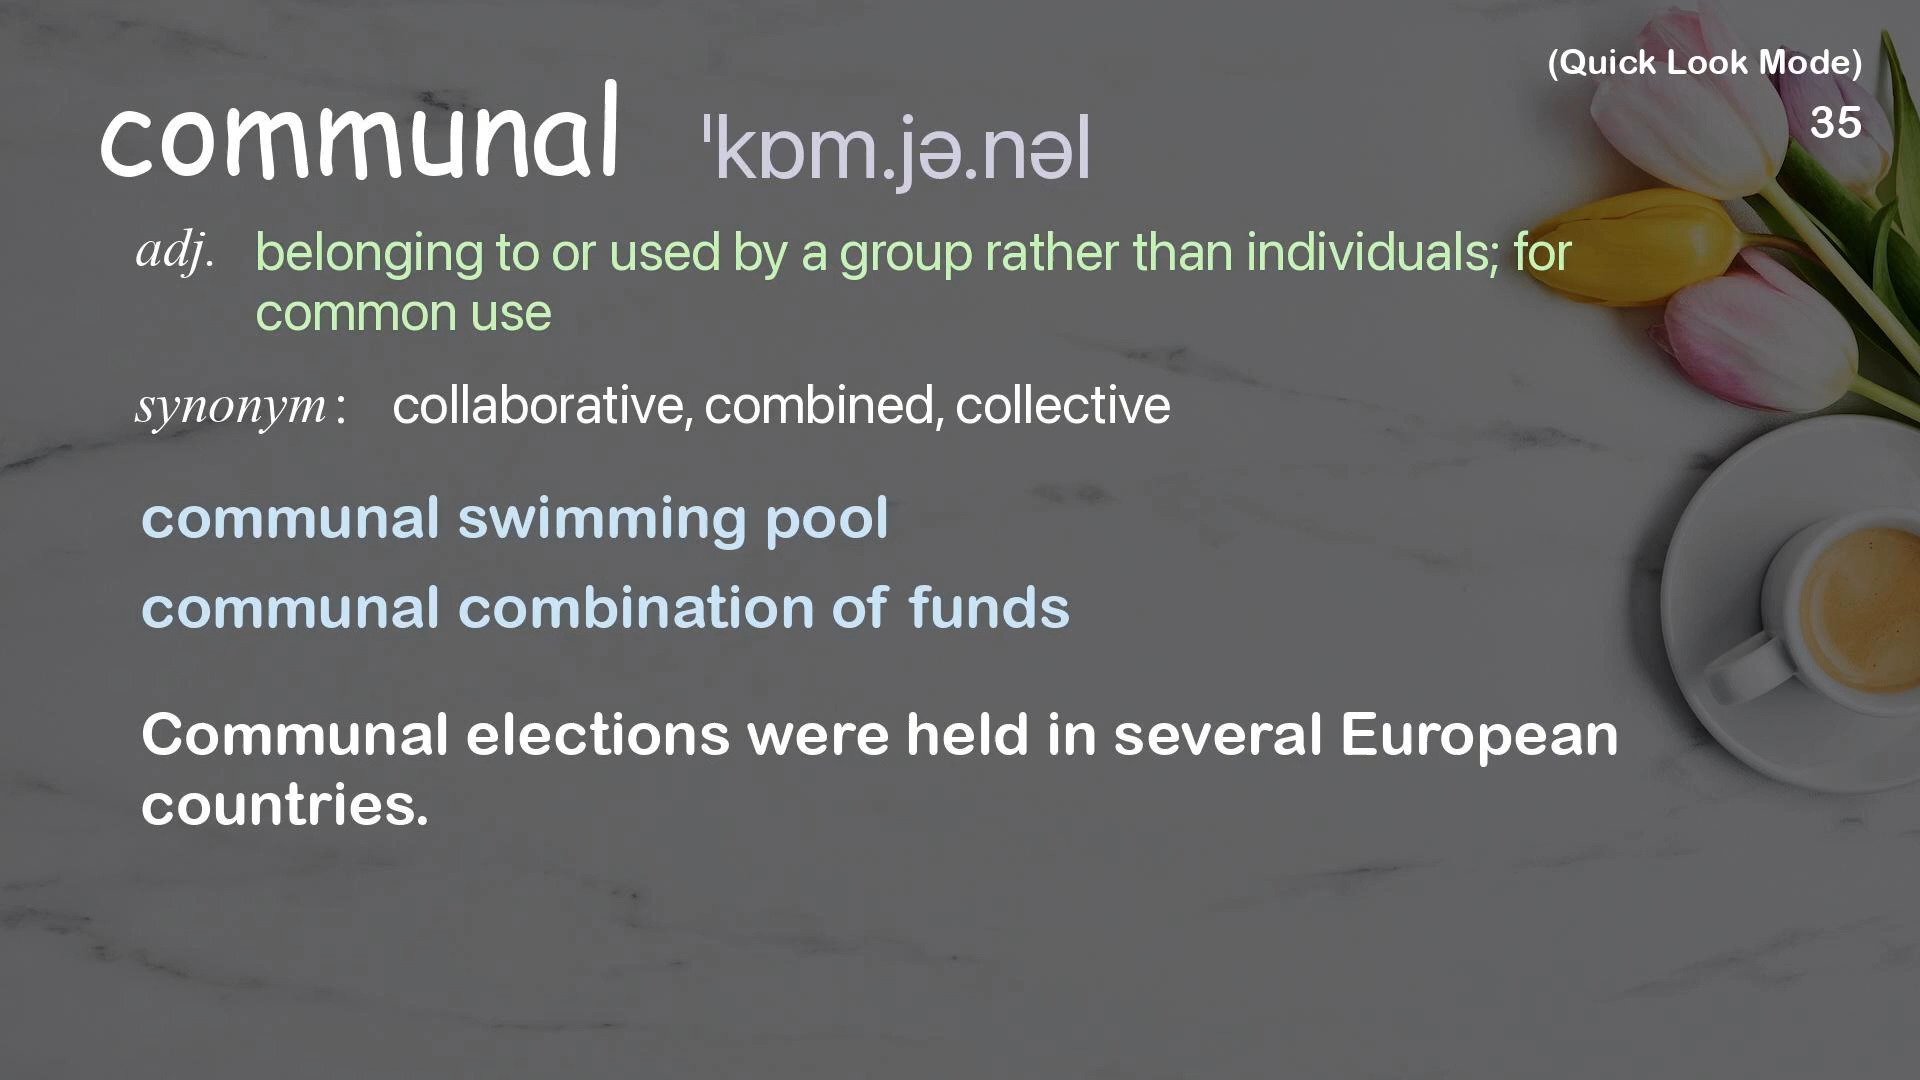 (Quick Look Mode)
35
communal ˈkɒm.jə.nəl
adj. belonging to or used by a group rather than individuals; for
common use
synonym: collaborative, combined, collective
communal swimming pool
communal combination of funds
Communal elections were held in several European
countries.